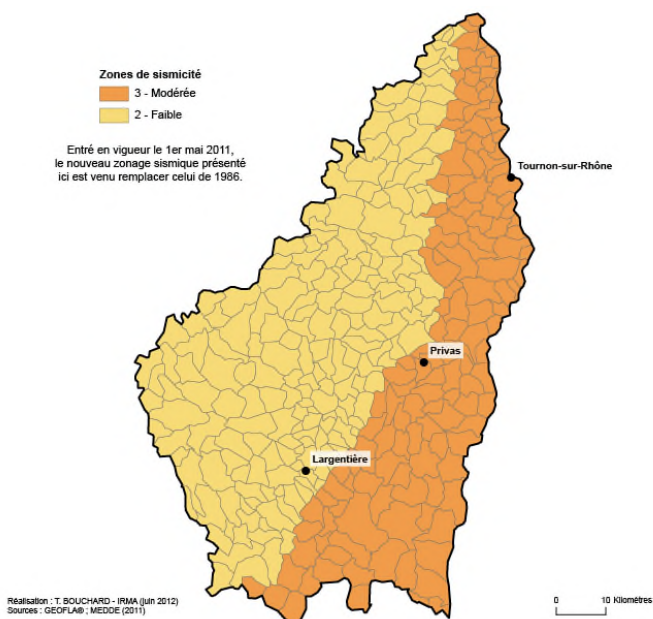 Zones de sismicité
3 - Modérée
2 - Faible
Entré en vigueur le 1er mai 2011,
le nouveau zonage sismique présenté
ici est venu remplacer celui de 1986.
Tournon-sur-Rhône
Privas
Largentière
Réalisation : T. BOUCHARD - IRMA (juin 2012)
Sources : GEOFLA® ; MEDDE (2011)
0 10 Kilomètres